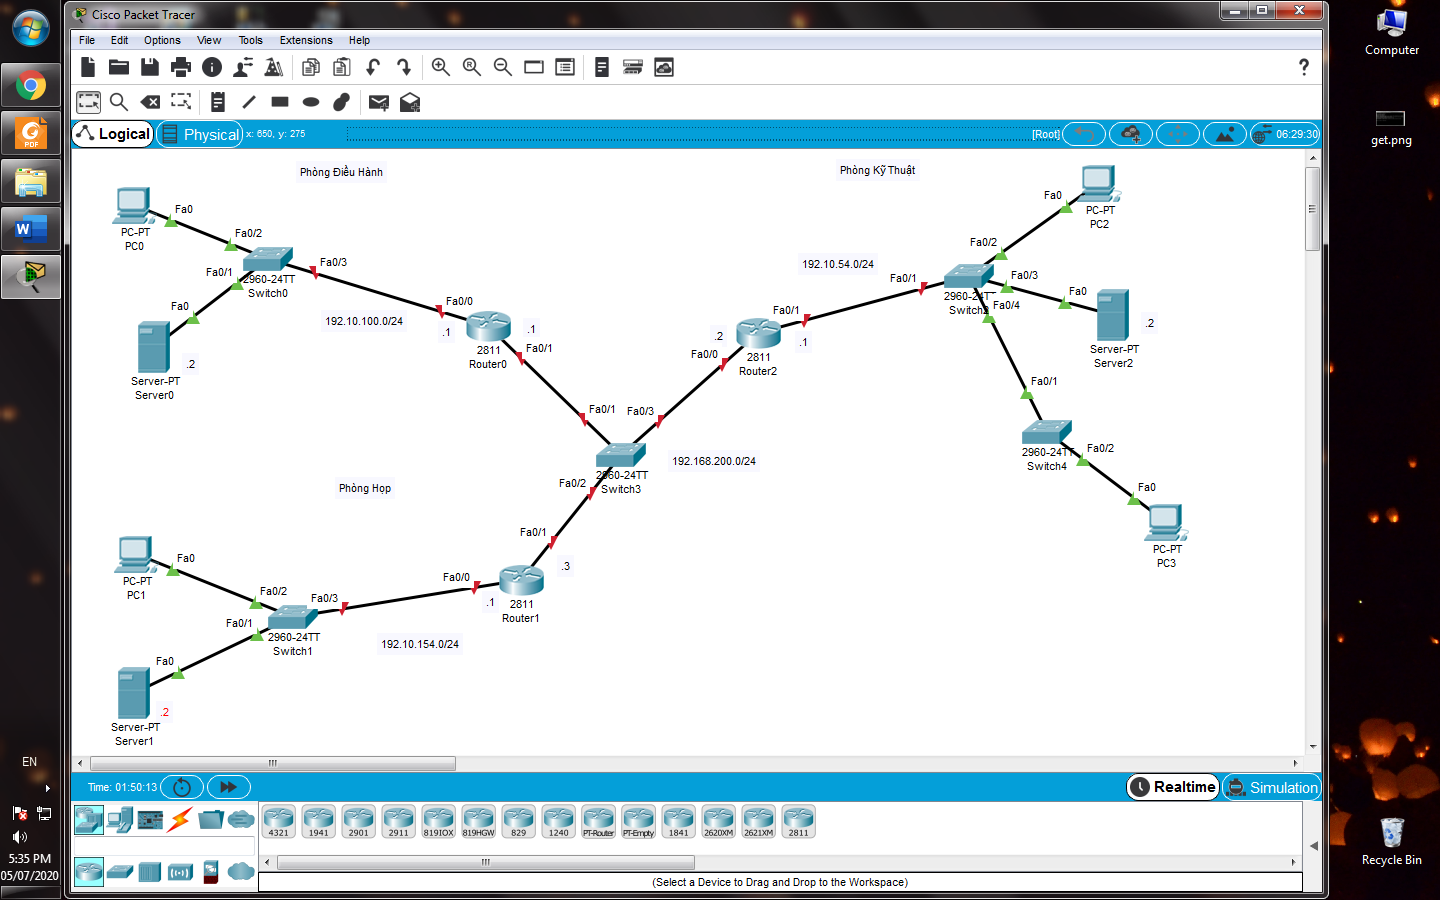 Cisco Packet Tracer
File Edit Options View Tools Extensions Help
?
Logical
Physical
x: 650, y: 275
[Root]
06:29:30
Phòng Điều Hành
Phòng Kỹ Thuật
PC-PT
PC0
Fa0
Fa0/2
Fa0/1
Fa0/3
2960-24TT
Switch0
Fa0
Server-PT
Server0
.2
192.10.100.0/24
Fa0/0
.1
.1
2811
Router0
Fa0/1
192.10.54.0/24
Fa0/1
Fa0/1
.2
.1
Fa0/0
2811
Router2
Fa0
PC-PT
PC2
Fa0/2
Fa0/3
2960-24TT
Switch2
Fa0/4
Fa0
.2
Server-PT
Server2
Fa0/1
2960-24TT
Switch4
Fa0/2
Fa0
PC-PT
PC3
Fa0/1
Fa0/3
192.168.200.0/24
2960-24TT
Switch3
Fa0/2
Fa0/1
.3
Phòng Họp
PC-PT
PC1
Fa0
Fa0/2
Fa0/1
Fa0/3
2960-24TT
Switch1
Fa0/0
.1
2811
Router1
192.10.154.0/24
Fa0
.2
Server-PT
Server1
Time: 01:50:13
Realtime
Simulation
4321 1941 2901 2911 819IOX 819HGW 829 1240 PT-Router PT-Empty 1841 2620XM 2621XM 2811
(Select a Device to Drag and Drop to the Workspace)
PDF
W
EN
5:35 PM
05/07/2020
Computer
get.png
Recycle Bin